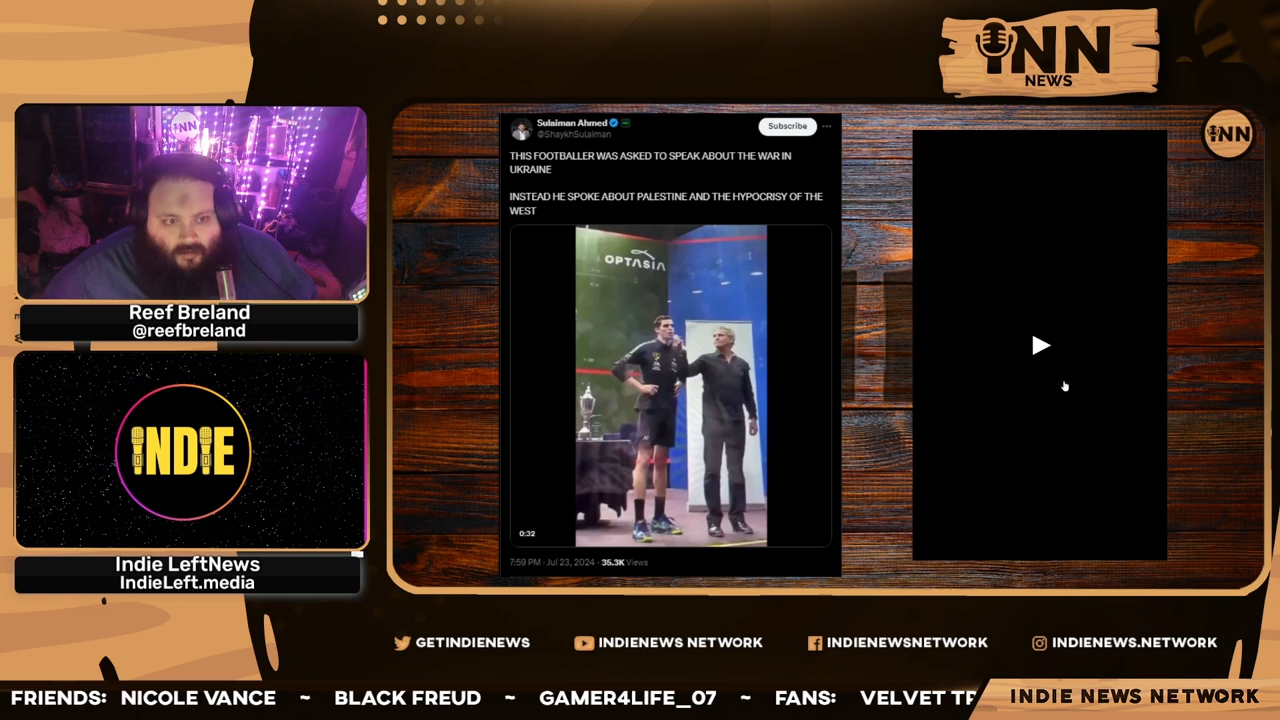 INN
NEWS
INN
INN
Sulaiman Ahmed
@ShaykhSulaiman
Subscribe
THIS FOOTBALLER WAS ASKED TO SPEAK ABOUT THE WAR IN
UKRAINE
INSTEAD HE SPOKE ABOUT PALESTINE AND THE HYPOCRISY OF THE
WEST
OPTASIA
0:32
7:59 PM · Jul 23, 2024 · 35.3K Views
Reef Breland
@reefbreland
INDIE
Indie LeftNews
IndieLeft.media
GETINDIENEWS
INDIENEWS NETWORK
INDIENEWSNETWORK
INDIENEWS.NETWORK
FRIENDS: NICOLE VANCE ~ BLACK FREUD ~ GAMER4LIFE_07 ~ FANS: VELVET
INDIE NEWS NETWORK